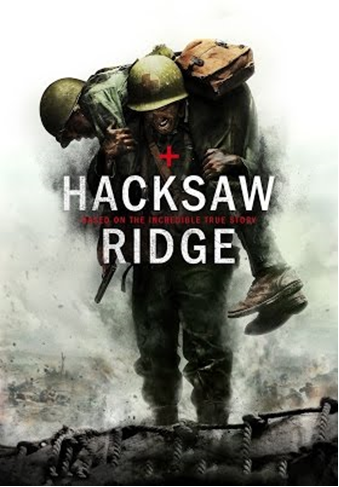 HACKSAW
BASED ON THE INCREDIBLE TRUE STORY
RIDGE